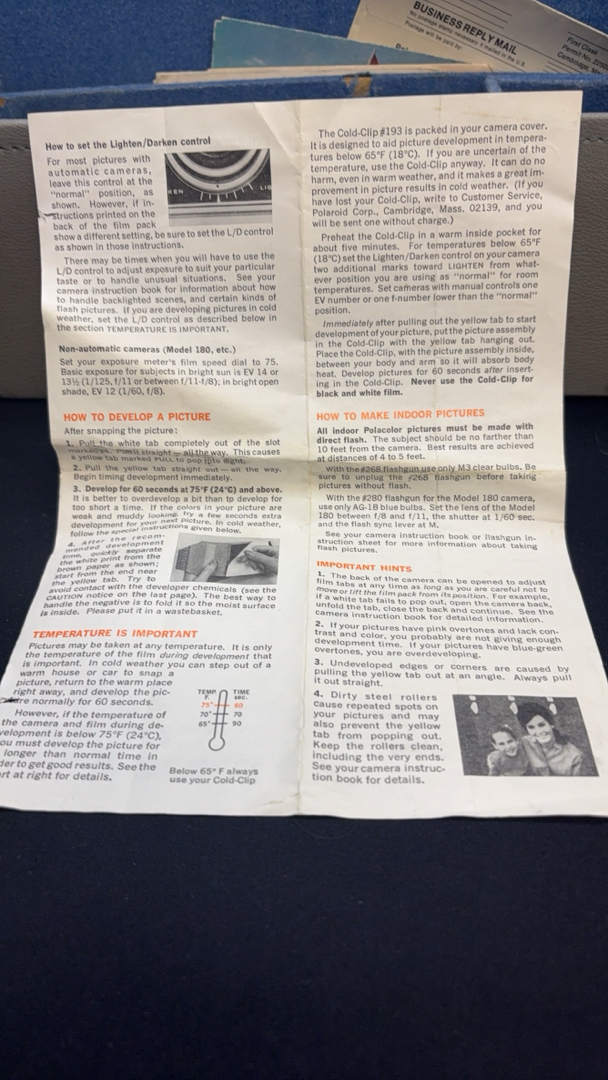 BUSINESS REPLY MAIL
No postage stamp necessary if mailed in the U.S.
Postage will be paid by:
First Class
Permit No.
Cambridge, M
How to set the Lighten/Darken control
For most pictures with
automatic cameras,
leave this control at the
"normal" position, as
shown. However, if in-
structions printed on the
back of the film pack
show a different setting, be sure to set the L/D control
as shown in those instructions.
There may be times when you will have to use the
L/D control to adjust exposure to suit your particular
taste or to handle unusual situations. See your
camera instruction book for information about how
to handle backlighted scenes, and certain kinds of
flash pictures. If you are developing pictures in cold
weather, set the L/D control as described below in
the section TEMPERATURE IS IMPORTANT.
Non-automatic cameras (Model 180, etc.)
Set your exposure meter's film speed dial to 75.
Basic exposure for subjects in bright sun is EV 14 or
13½ (1/125, f/11 or between f/11-f/8); in bright open
shade, EV 12 (1/60, f/8).
HOW TO DEVELOP A PICTURE
After snapping the picture:
1. Pull the white tab completely out of the slot
marked #4. Pull it straight — all the way. This causes
a yellow tab marked PULL to pop into sight.
2. Pull the yellow tab straight out — all the way.
Begin timing development immediately.
3. Develop for 60 seconds at 75°F (24°C) and above.
It is better to overdevelop a bit than to develop for
too short a time. If the colors in your picture are
weak and muddy looking, try a few seconds extra
development for your next picture. In cold weather,
follow the special instructions given below.
4. After the recom-
mended development
time, quickly separate
the white print from the
brown paper as shown;
start from the end near
the yellow tab. Try to
avoid contact with the developer chemicals (see the
CAUTION notice on the last page). The best way to
handle the negative is to fold it so the moist surface
is inside. Please put it in a wastebasket.
TEMPERATURE IS IMPORTANT
Pictures may be taken at any temperature. It is only
the temperature of the film during development that
is important. In cold weather you can step out of a
warm house or car to snap a
picture, return to the warm place
right away, and develop the pic-
ture normally for 60 seconds.
However, if the temperature of
the camera and film during de-
velopment is below 75°F (24°C),
ou must develop the picture for
longer than normal time in
der to get good results. See the
rt at right for details.
TEMP. TIME
F. SEC.
75° 60
70° 70
65° 90
Below 65° F always
use your Cold-Clip
The Cold-Clip #193 is packed in your camera cover.
It is designed to aid picture development in tempera-
tures below 65°F (18°C). If you are uncertain of the
temperature, use the Cold-Clip anyway. It can do no
harm, even in warm weather, and it makes a great im-
provement in picture results in cold weather. (If you
have lost your Cold-Clip, write to Customer Service,
Polaroid Corp., Cambridge, Mass. 02139, and you
will be sent one without charge.)
Preheat the Cold-Clip in a warm inside pocket for
about five minutes. For temperatures below 65°F
(18°C) set the Lighten/Darken control on your camera
two additional marks toward LIGHTEN from what-
ever position you are using as "normal" for room
temperatures. Set cameras with manual controls one
EV number or one f-number lower than the "normal"
position.
Immediately after pulling out the yellow tab to start
development of your picture, put the picture assembly
in the Cold-Clip with the yellow tab hanging out.
Place the Cold-Clip, with the picture assembly inside,
between your body and arm so it will absorb body
heat. Develop pictures for 60 seconds after insert-
ing in the Cold-Clip. Never use the Cold-Clip for
black and white film.
HOW TO MAKE INDOOR PICTURES
All indoor Polacolor pictures must be made with
direct flash. The subject should be no farther than
10 feet from the camera. Best results are achieved
at distances of 4 to 5 feet.
With the #268 flashgun use only M3 clear bulbs. Be
sure to unplug the #268 flashgun before taking
pictures without flash.
With the #280 flashgun for the Model 180 camera,
use only AG-1B blue bulbs. Set the lens of the Model
180 between f/8 and f/11, the shutter at 1/60 sec.
and the flash sync lever at M.
See your camera instruction book or flashgun in-
struction sheet for more information about taking
flash pictures.
IMPORTANT HINTS
1. The back of the camera can be opened to adjust
film tabs at any time as long as you are careful not to
move or lift the film pack from its position. For example,
if a white tab fails to pop out, open the camera back,
unfold the tab, close the back and continue. See the
camera instruction book for detailed information.
2. If your pictures have pink overtones and lack con-
trast and color, you probably are not giving enough
development time. If your pictures have blue-green
overtones, you are overdeveloping.
3. Undeveloped edges or corners are caused by
pulling the yellow tab out at an angle. Always pull
it out straight.
4. Dirty steel rollers
cause repeated spots on
your pictures and may
also prevent the yellow
tab from popping out.
Keep the rollers clean,
including the very ends.
See your camera instruc-
tion book for details.